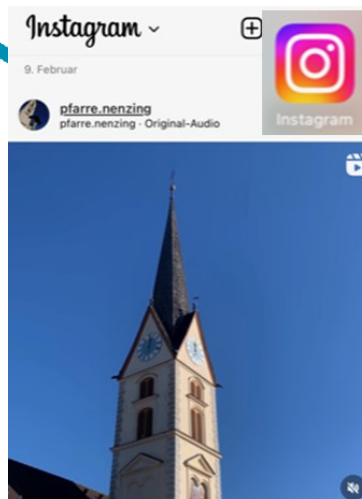 Instagram
Instagram
9. Februar
pfarre.nenzing
pfarre.nenzing · Original-Audio